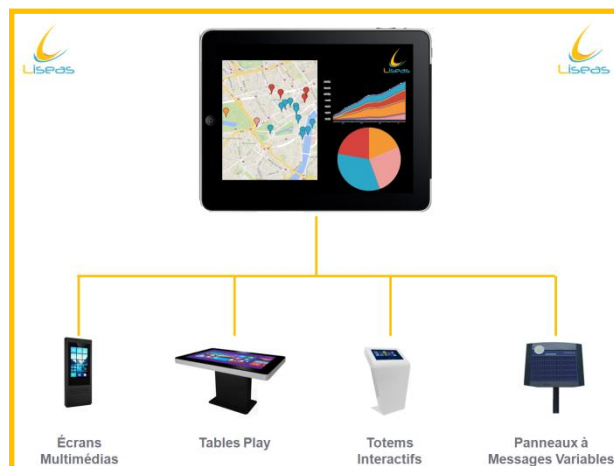 Liseas
Liseas
Liseas
Écrans
Multimédias
Tables Play
Totems
Interactifs
Panneaux à
Messages Variables